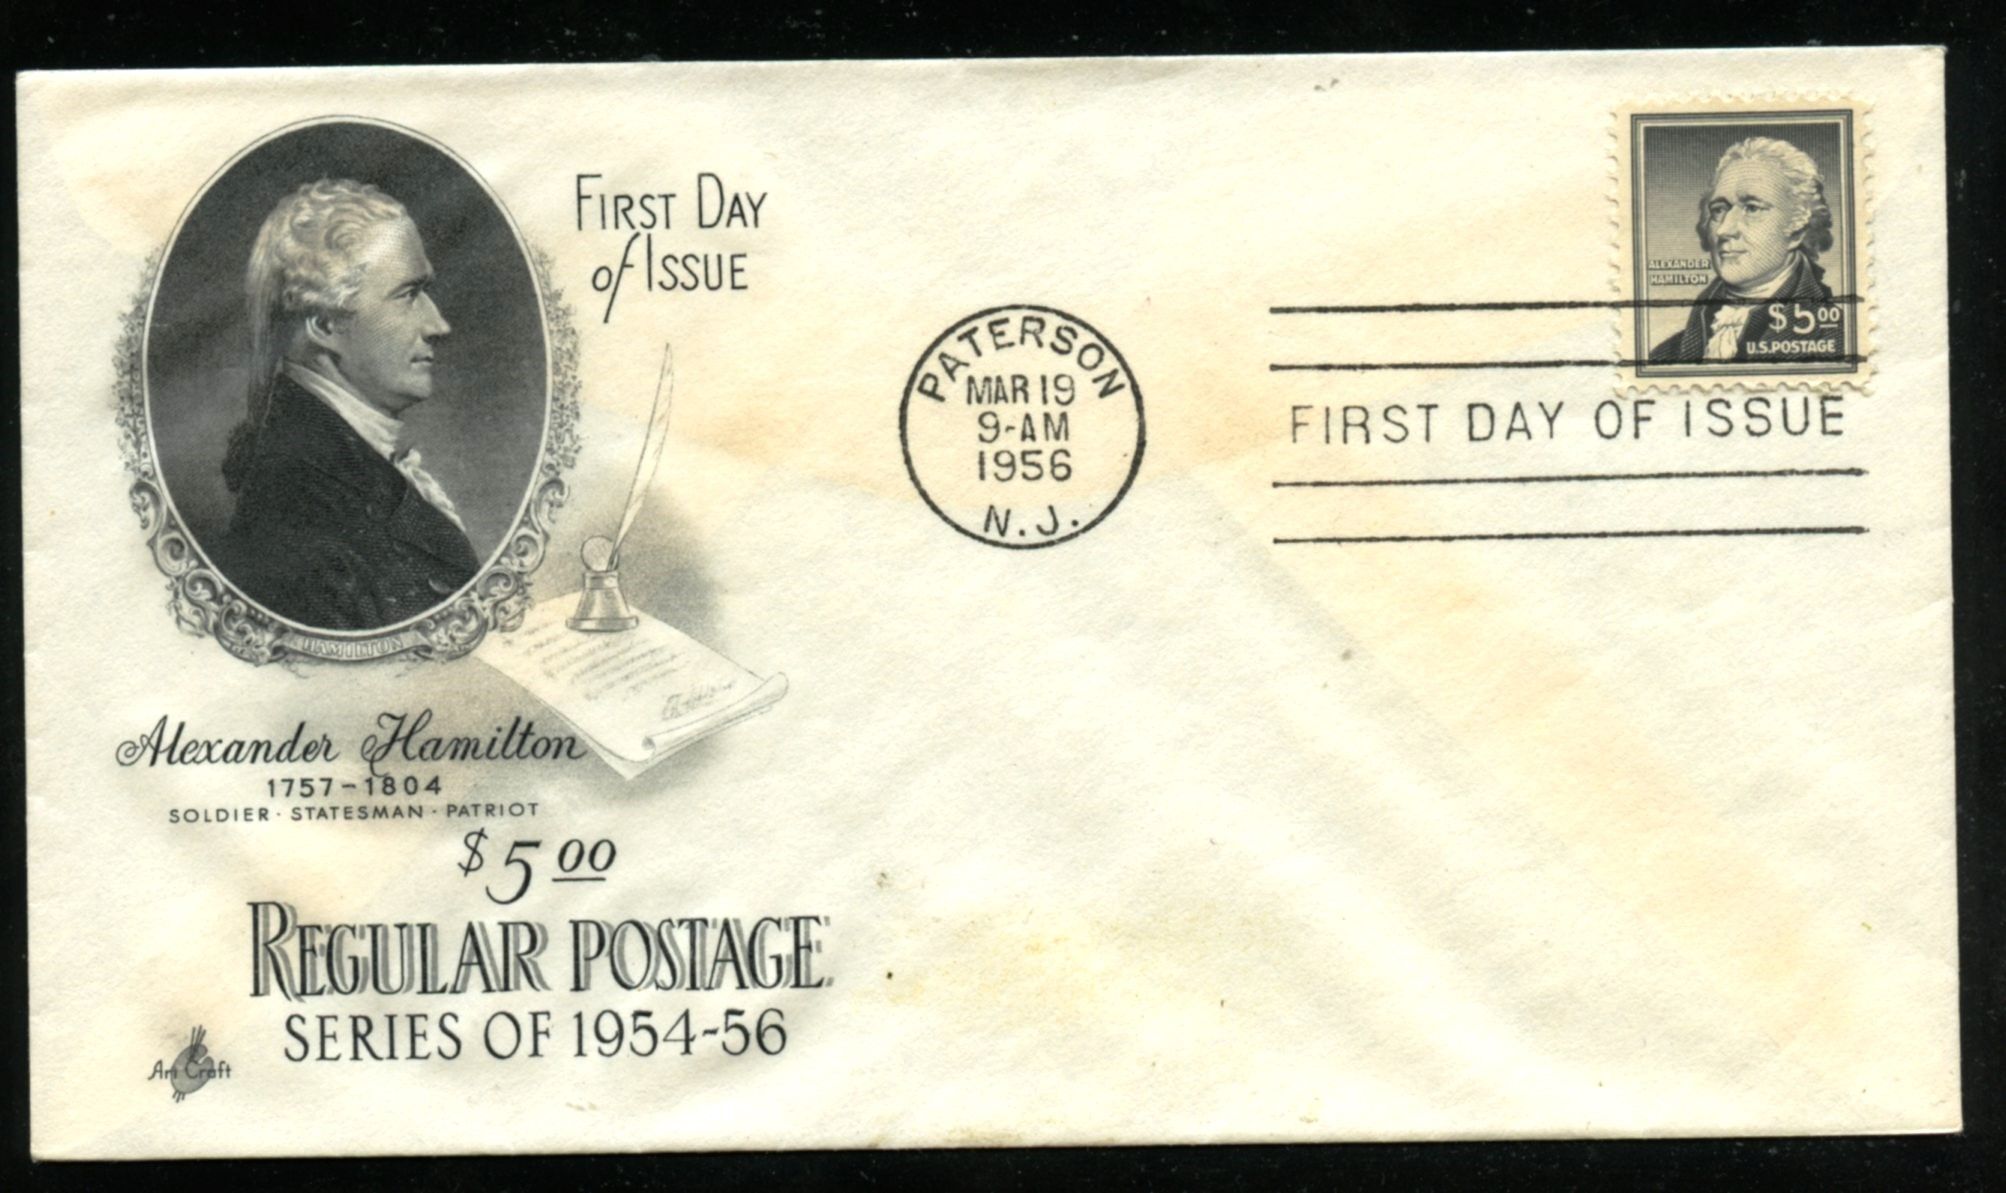 FIRST DAY
of ISSUE
HAMILTON
Alexander Hamilton
1757-1804
SOLDIER · STATESMAN · PATRIOT
$5.00
REGULAR POSTAGE
SERIES OF 1954-56
Art Craft
PATERSON
MAR 19
9-AM
1956
N.J.
ALEXANDER
HAMILTON
$5.00
U.S. POSTAGE
FIRST DAY OF ISSUE